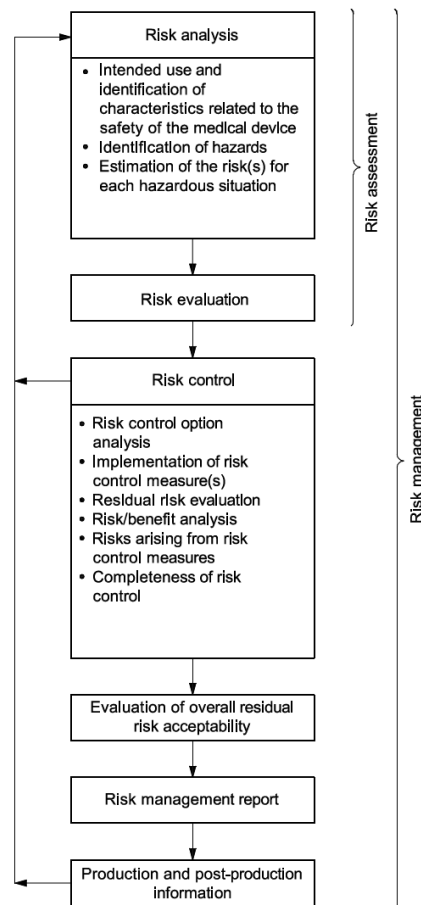 Risk analysis
• Intended use and
identification of
characteristics related to the
safety of the medical device
• Identification of hazards
• Estimation of the risk(s) for
each hazardous situation
Risk evaluation
Risk assessment
Risk control
• Risk control option
analysis
• Implementation of risk
control measure(s)
• Residual risk evaluation
• Risk/benefit analysis
• Risks arising from risk
control measures
• Completeness of risk
control
Risk management
Evaluation of overall residual
risk acceptability
Risk management report
Production and post-production
information